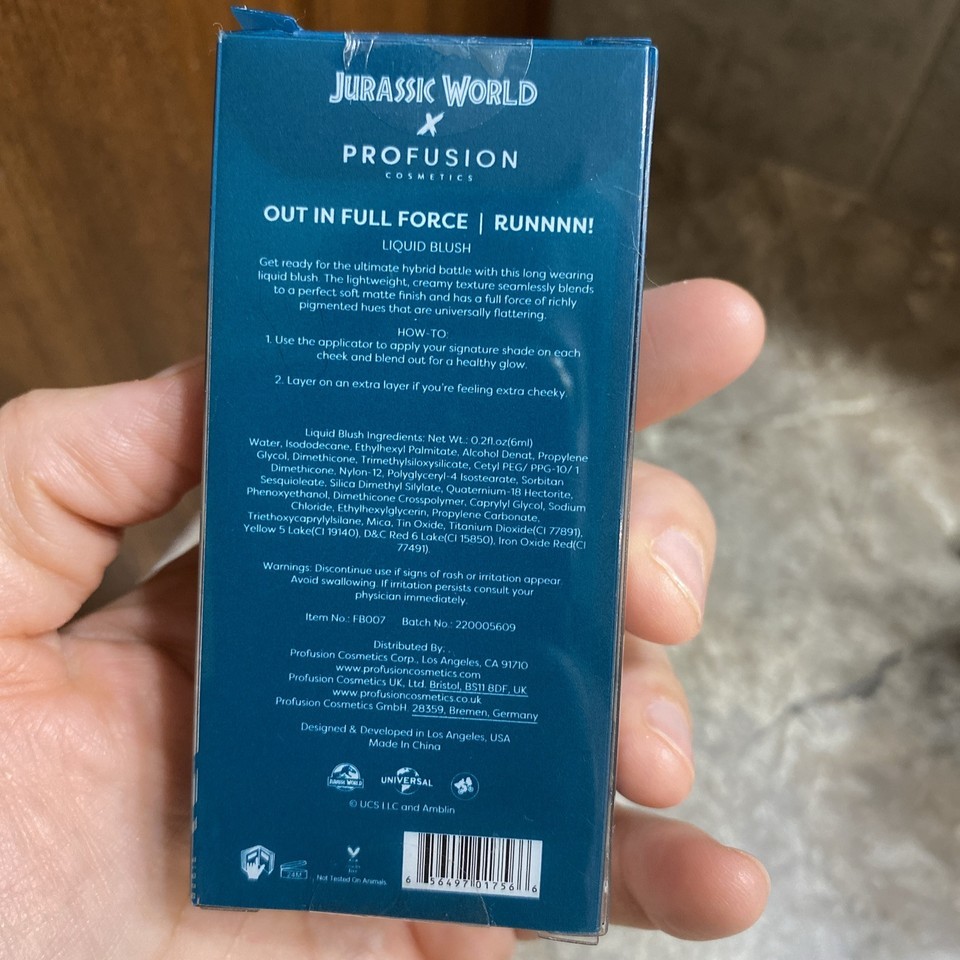 JURASSIC WORLD
X
PROFUSION
COSMETICS
OUT IN FULL FORCE | RUNNNN!
LIQUID BLUSH
Get ready for the ultimate hybrid battle with this long wearing
liquid blush. The lightweight, creamy texture seamlessly blends
to a perfect soft matte finish and has a full force of richly
pigmented hues that are universally flattering.
HOW-TO:
1. Use the applicator to apply your signature shade on each
cheek and blend out for a healthy glow.
2. Layer on an extra layer if you're feeling extra cheeky.
Liquid Blush Ingredients: Net Wt.: 0.2fl.oz(6ml)
Water, Isododecane, Ethylhexyl Palmitate, Alcohol Denat, Propylene
Glycol, Dimethicone, Trimethylsiloxysilicate, Cetyl PEG/ PPG-10/ 1
Dimethicone, Nylon-12, Polyglyceryl-4 Isostearate, Sorbitan
Sesquioleate, Silica Dimethyl Silylate, Quaternium-18 Hectorite,
Phenoxyethanol, Dimethicone Crosspolymer, Caprylyl Glycol, Sodium
Chloride, Ethylhexylglycerin, Propylene Carbonate,
Triethoxycaprylylsilane, Mica, Tin Oxide, Titanium Dioxide(CI 77891),
Yellow 5 Lake(CI 19140), D&C Red 6 Lake(CI 15850), Iron Oxide Red(CI
77491).
Warnings: Discontinue use if signs of rash or irritation appear.
Avoid swallowing. If irritation persists consult your
physician immediately.
Item No.: FB007 Batch No.: 220005609
Distributed By:
Profusion Cosmetics Corp., Los Angeles, CA 91710
www.profusioncosmetics.com
Profusion Cosmetics UK, Ltd. Bristol, BS11 8DF, UK
www.profusioncosmetics.co.uk
Profusion Cosmetics GmbH. 28359, Bremen, Germany
Designed & Developed in Los Angeles, USA
Made In China
JURASSIC WORLD UNIVERSAL
© UCS LLC and Amblin
24M Not Tested On Animals
6 56497 01756 6